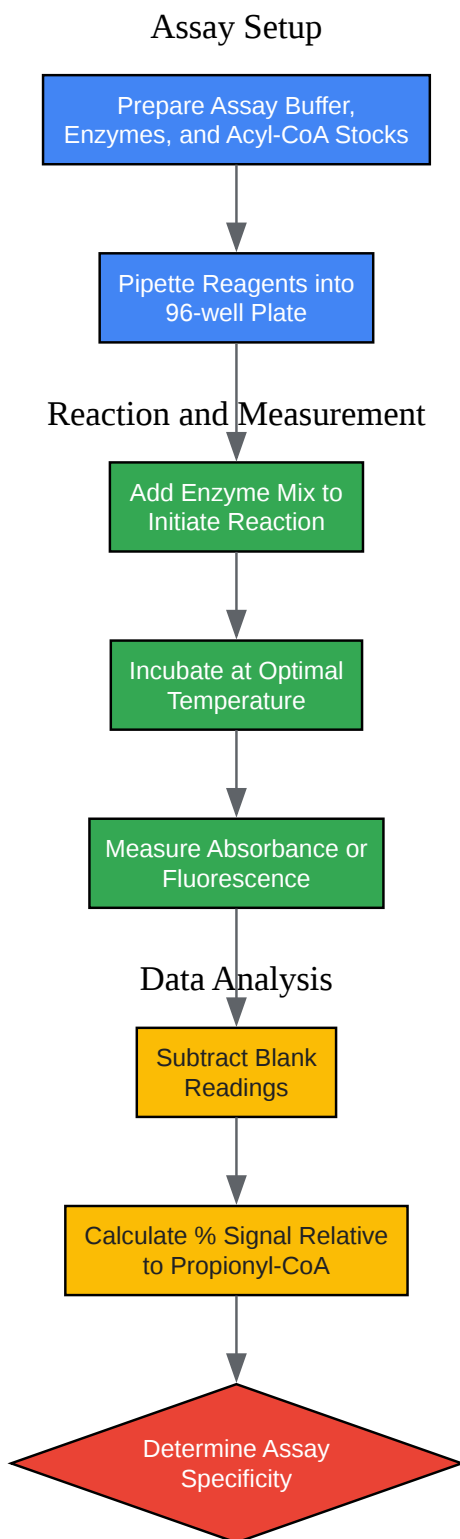 Assay Setup
Prepare Assay Buffer,
Enzymes, and Acyl-CoA Stocks
Pipette Reagents into
96-well Plate
Reaction and Measurement
Add Enzyme Mix to
Initiate Reaction
Incubate at Optimal
Temperature
Measure Absorbance or
Fluorescence
Data Analysis
Subtract Blank
Readings
Calculate % Signal Relative
to Propionyl-CoA
Determine Assay
Specificity